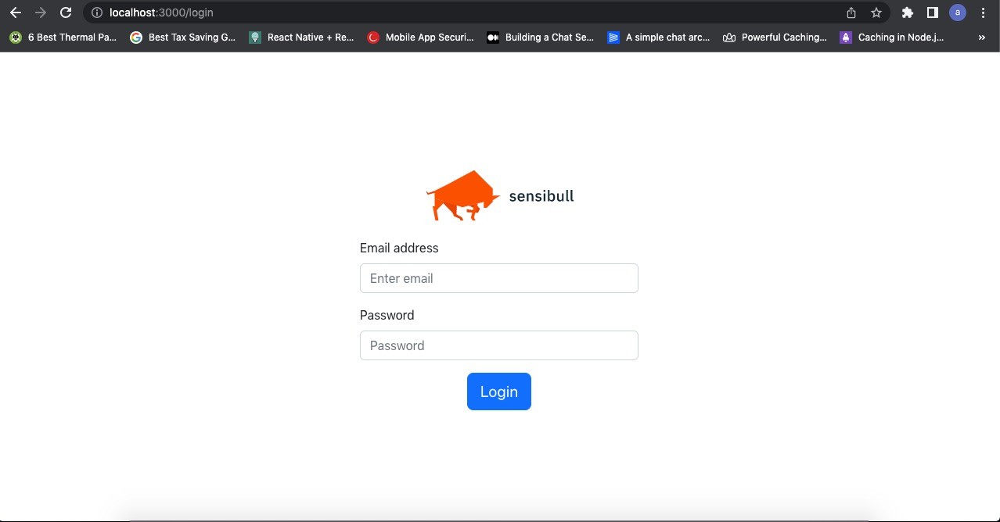 localhost:3000/login
a
6 Best Thermal Pa... Best Tax Saving G... React Native + Re... Mobile App Securi... Building a Chat Se... A simple chat arc... Powerful Caching... Caching in Node.j... »
sensibull
Email address
Enter email
Password
Password
Login